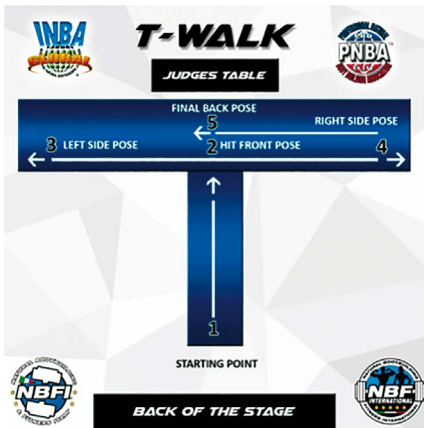 INBA
GLOBAL
T-WALK
PNBA
JUDGES TABLE
FINAL BACK POSE
5
RIGHT SIDE POSE
3 LEFT SIDE POSE
2 HIT FRONT POSE
4
1
STARTING POINT
NBFI
BACK OF THE STAGE
NBF
INTERNATIONAL